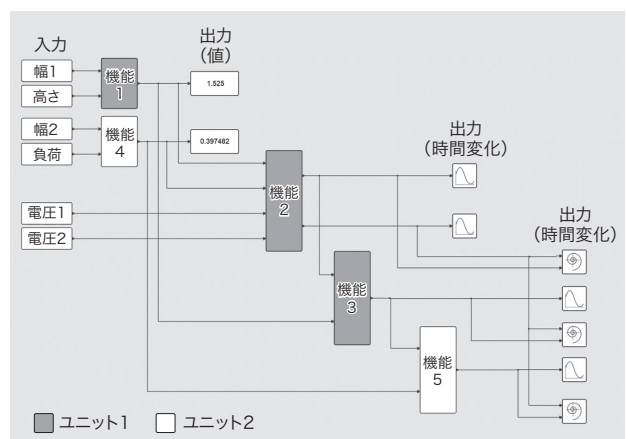 入力
出力
（値）
幅1
高さ
機能
1
1.525
幅2
負荷
機能
4
0.397482
出力
（時間変化）
電圧1
電圧2
機能
2
出力
（時間変化）
機能
3
機能
5
ユニット1
ユニット2